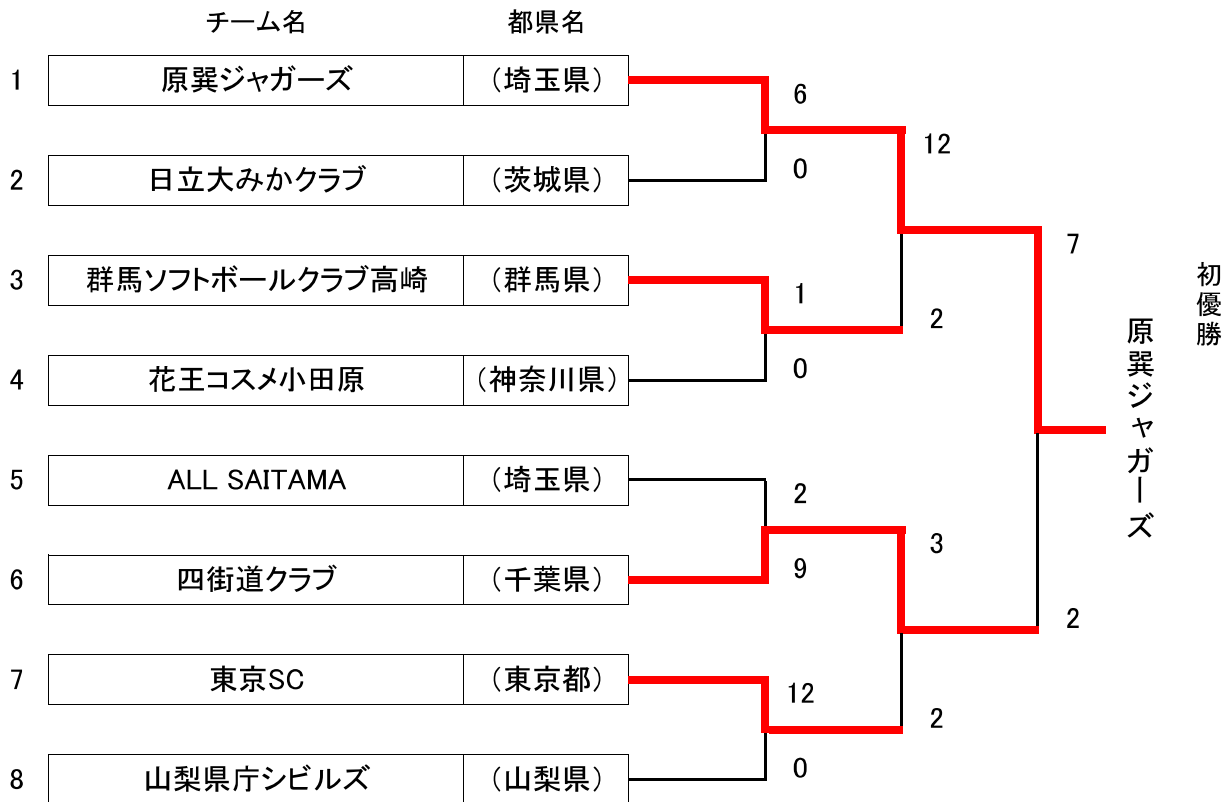 チーム名 都県名
1 原巽ジャガーズ (埼玉県)
6
12
2 日立大みかクラブ (茨城県)
0
7
3 群馬ソフトボールクラブ高崎 (群馬県)
1
2
4 花王コスメ小田原 (神奈川県)
0
初優勝
原巽ジャガーズ
5 ALL SAITAMA (埼玉県)
2
3
6 四街道クラブ (千葉県)
9
2
7 東京SC (東京都)
12
2
8 山梨県庁シビルズ (山梨県)
0